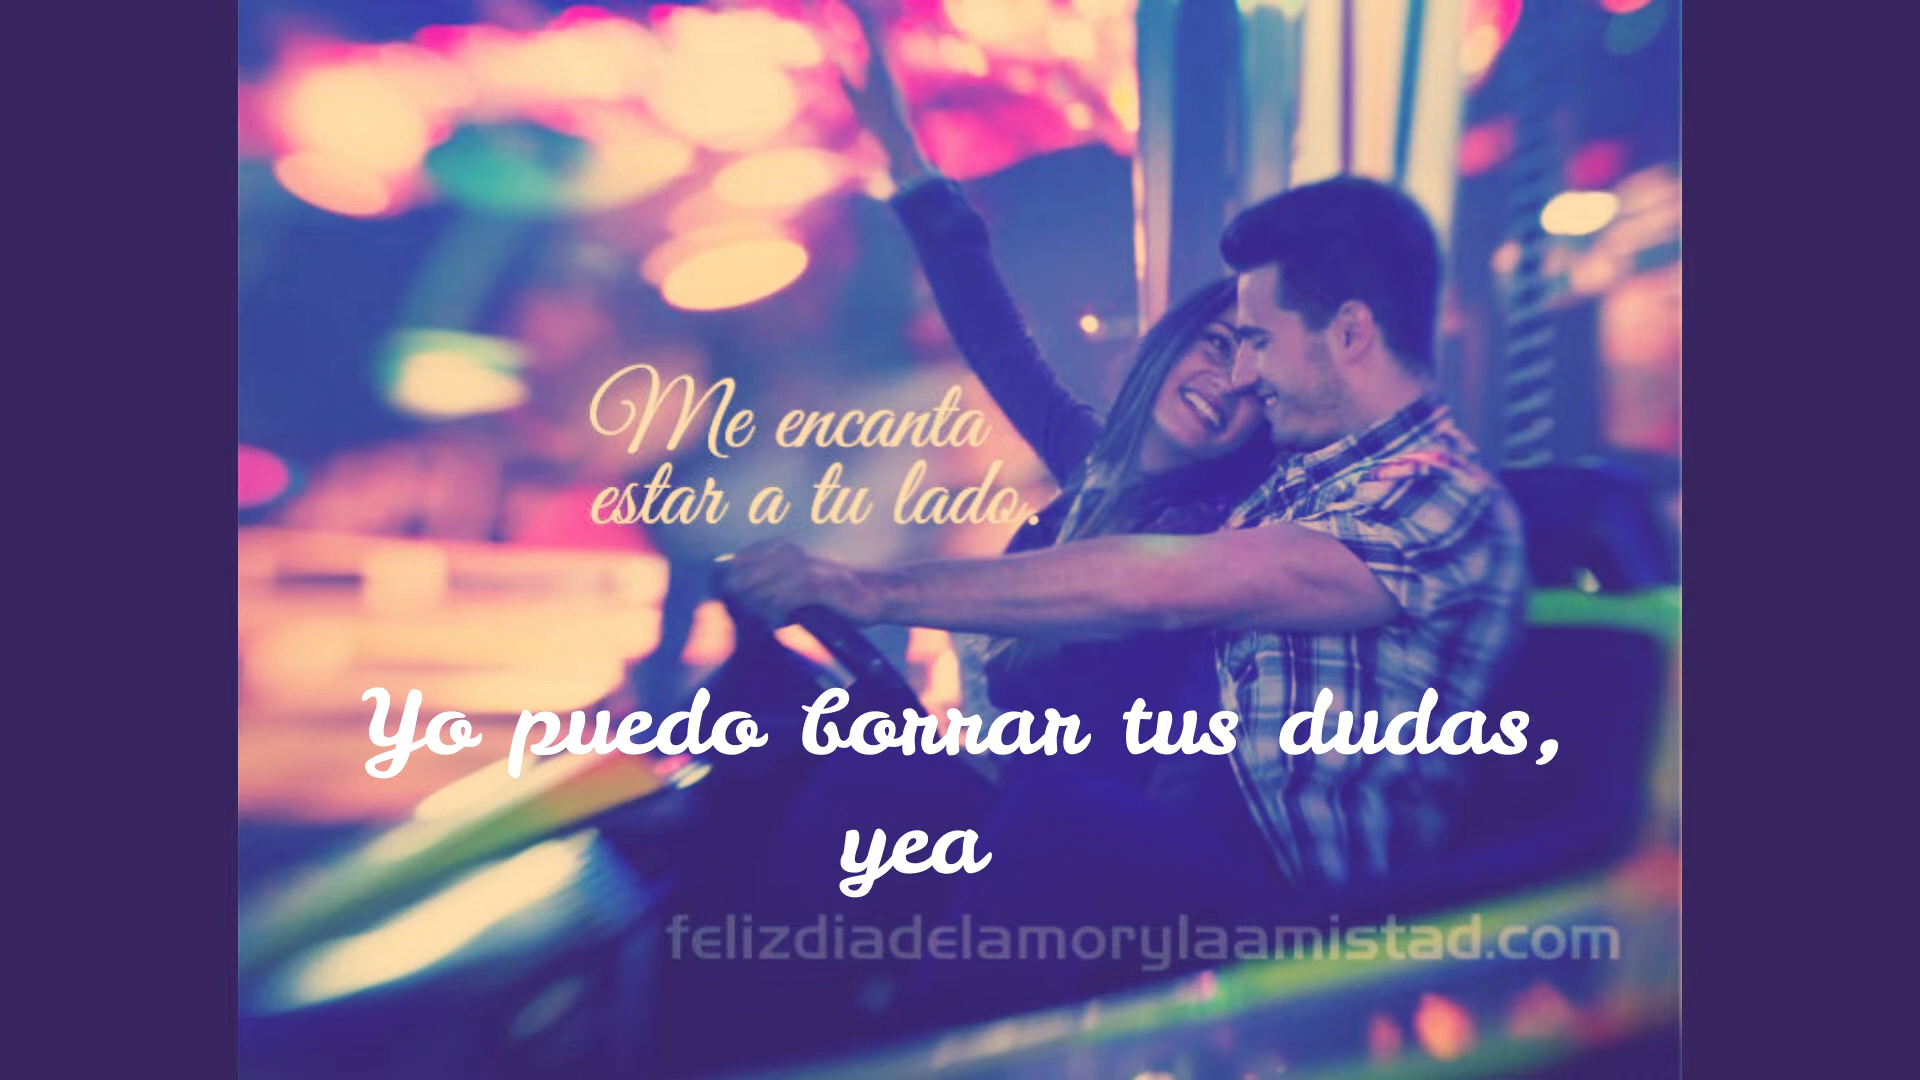 Me encanta
estar a tu lado.
Yo puedo borrar tus dudas,
yea
felizdiadelamorylaamistad.com